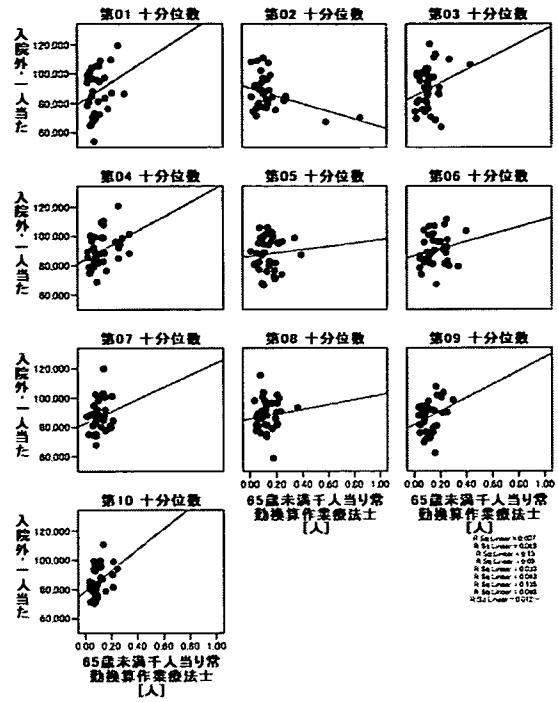 第01 十分位数
第02 十分位数
第03 十分位数
入院外・一人当た
120,000
100,000
80,000
60,000
第04 十分位数
第05 十分位数
第06 十分位数
入院外・一人当た
120,000
100,000
80,000
60,000
第07 十分位数
第08 十分位数
第09 十分位数
入院外・一人当た
120,000
100,000
80,000
60,000
第10 十分位数
0.00 0.20 0.40 0.60 0.80 1.00
0.00 0.20 0.40 0.60 0.80 1.00
65歳未満千人当り常
勤換算作業療法士
[人]
65歳未満千人当り常
勤換算作業療法士
[人]
入院外・一人当た
120,000
100,000
80,000
60,000
0.00 0.20 0.40 0.60 0.80 1.00
65歳未満千人当り常
勤換算作業療法士
[人]